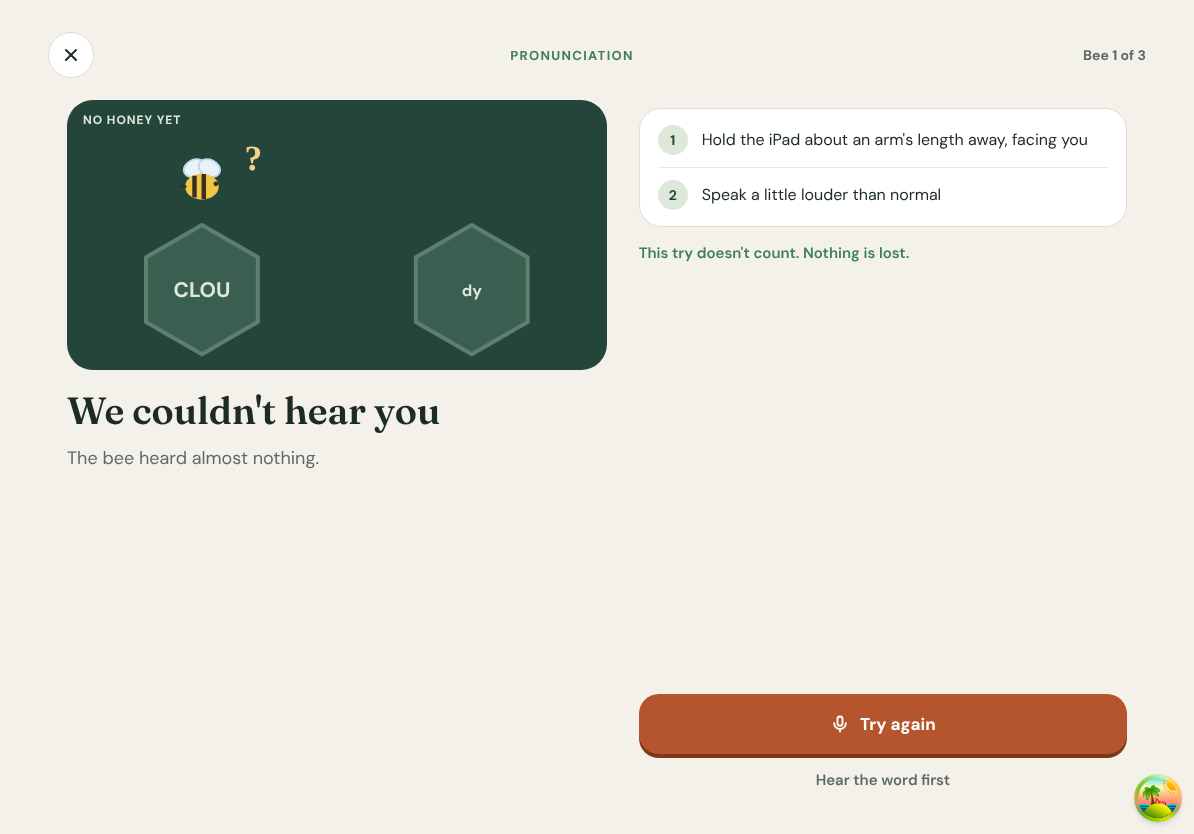 PRONUNCIATION
Bee 1 of 3
NO HONEY YET
?
CLOU
dy
We couldn't hear you
The bee heard almost nothing.
1 Hold the iPad about an arm's length away, facing you
2 Speak a little louder than normal
This try doesn't count. Nothing is lost.
Try again
Hear the word first